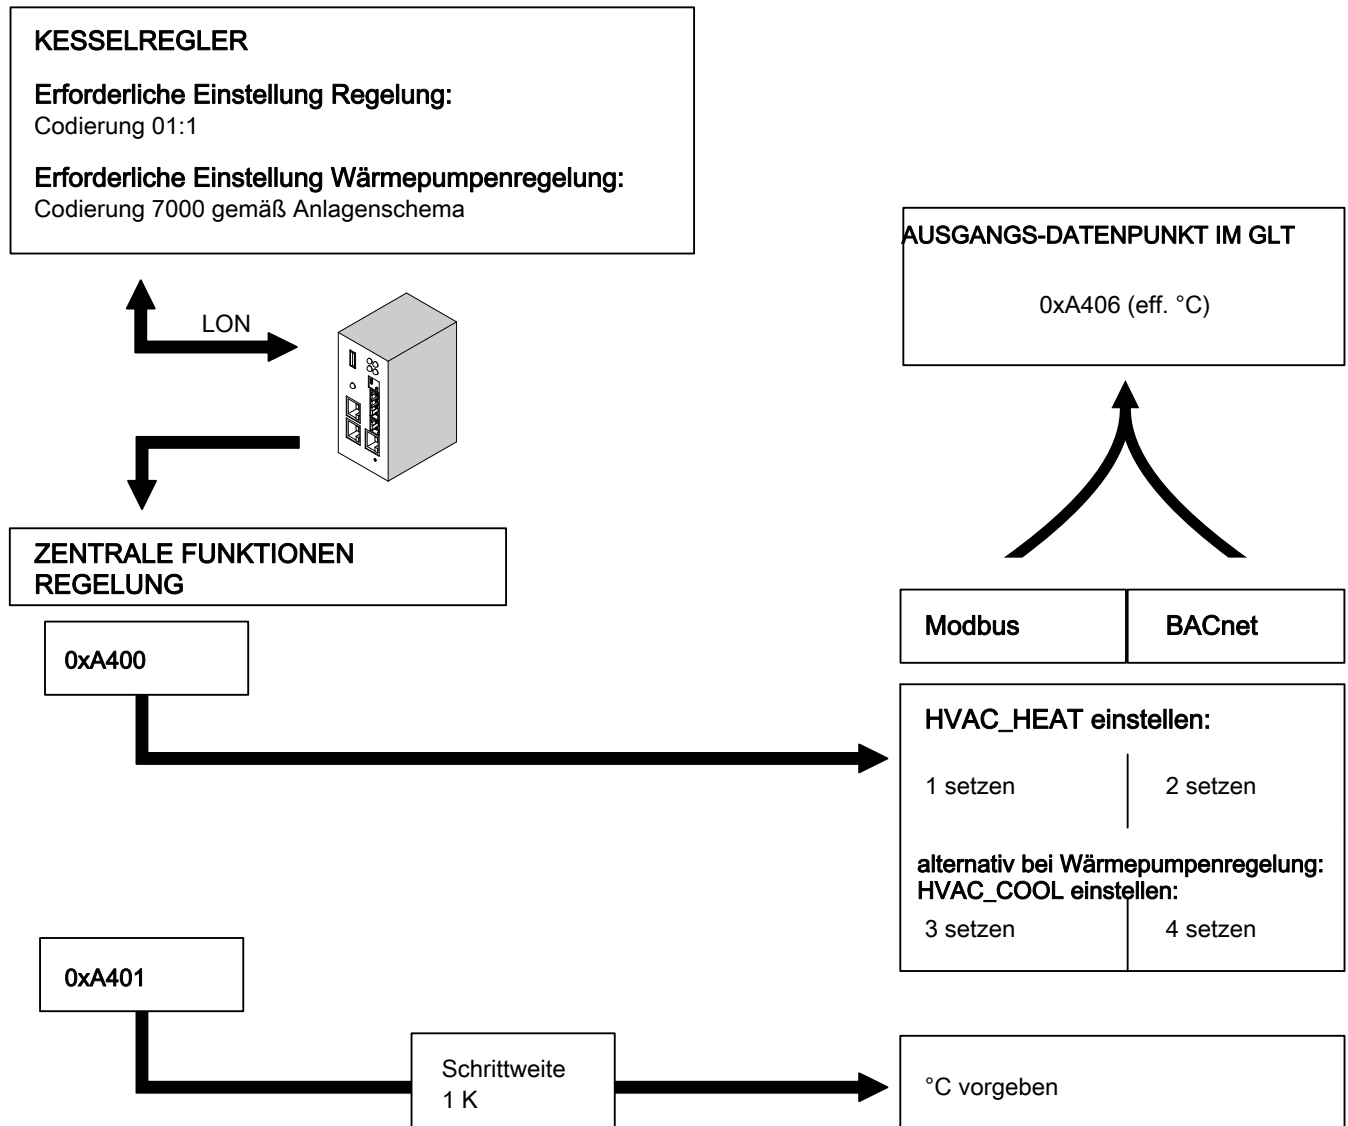 KESSELREGLER
Erforderliche Einstellung Regelung:
Codierung 01:1
Erforderliche Einstellung Wärmepumpenregelung:
Codierung 7000 gemäß Anlagenschema
LON
ZENTRALE FUNKTIONEN
REGELUNG
0xA400
0xA401
Schrittweite
1 K
AUSGANGS-DATENPUNKT IM GLT
0xA406 (eff. °C)
Modbus
BACnet
HVAC_HEAT einstellen:
1 setzen
2 setzen
alternativ bei Wärmepumpenregelung:
HVAC_COOL einstellen:
3 setzen
4 setzen
°C vorgeben